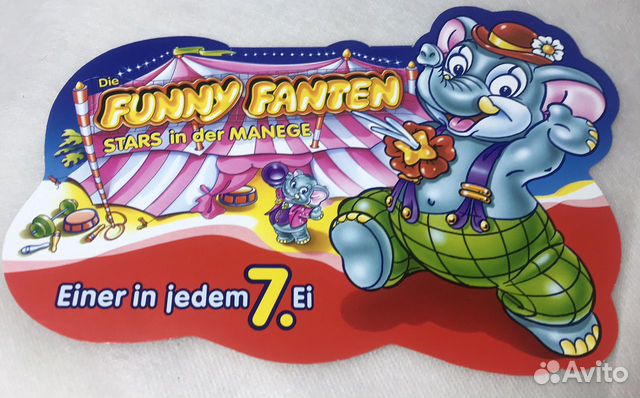 Die
FUNNY FANTEN
STARS in der MANEGE
Einer in jedem 7. Ei
Avito